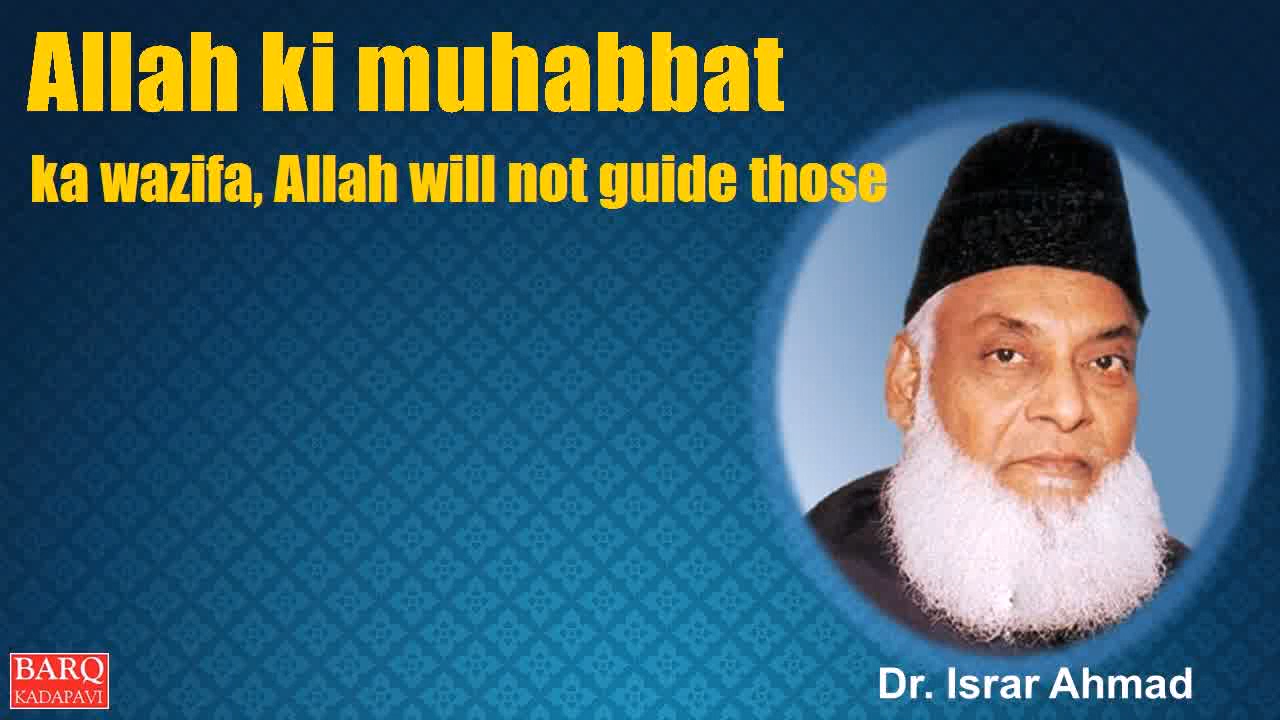 Allah ki muhabbat
ka wazifa, Allah will not guide those
Dr. Israr Ahmad
BARQ
KADAPAVI